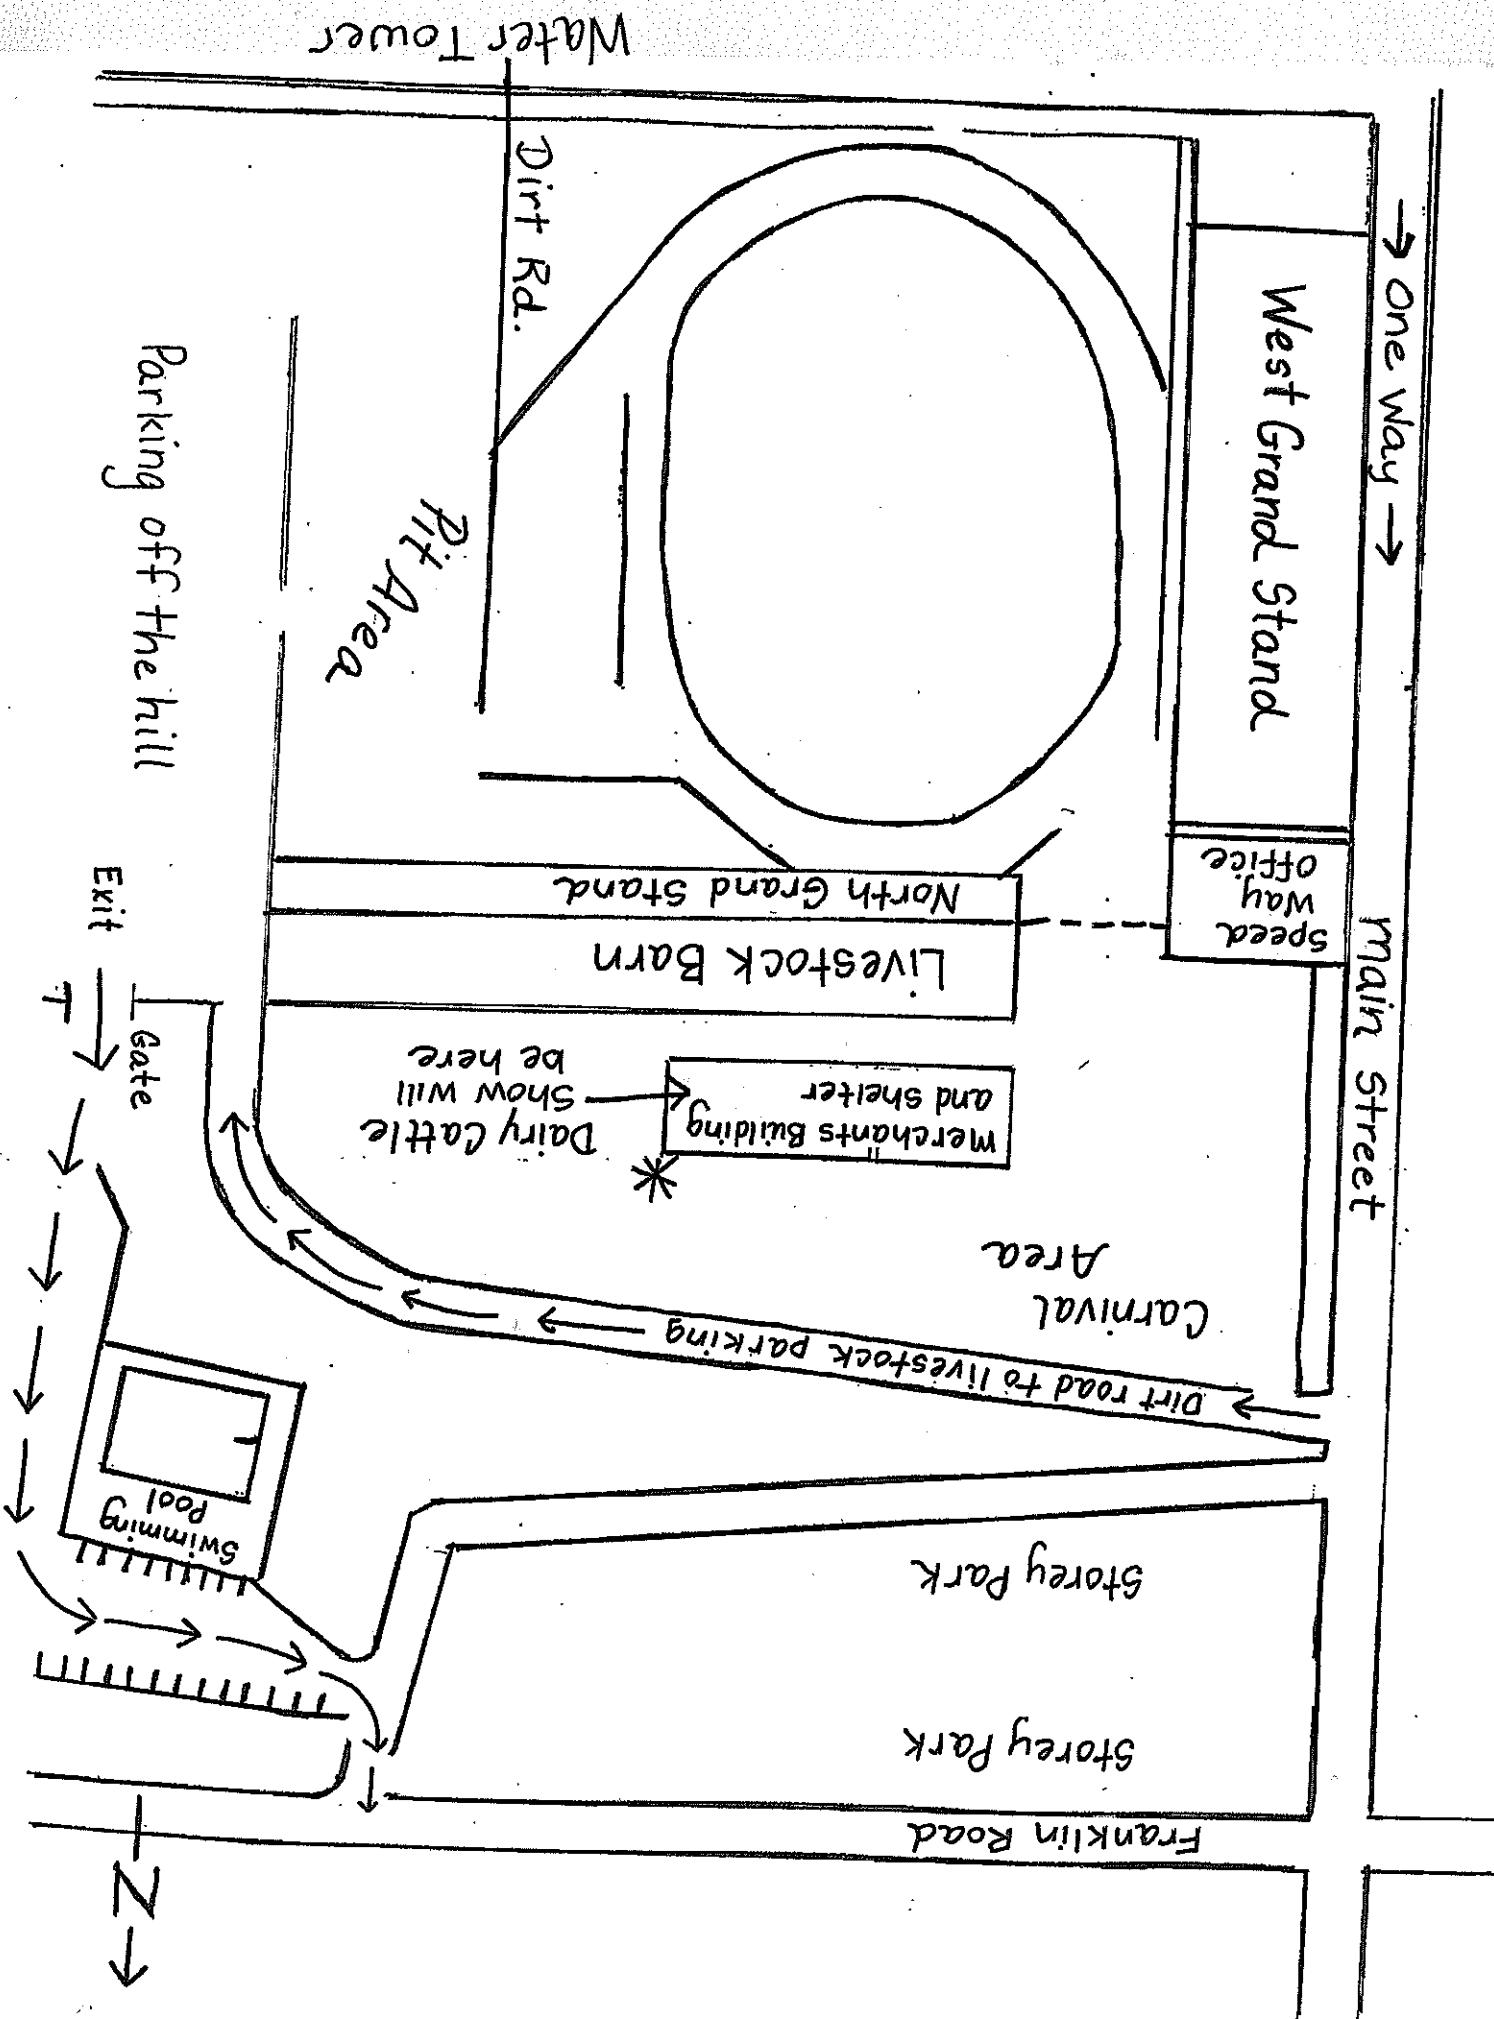 N
Franklin Road
Storey Park
Storey Park
Swimming
Pool
Dirt road to livestock parking
Carnival
Area
Main Street
Merchants Building
and Shelter
Dairy Cattle
Show will
be here
Gate
Exit
Livestock Barn
North Grand Stand
Speed
Way
Office
West Grand Stand
One Way
Pit Area
Parking off the hill
Dirt Rd.
Water Tower